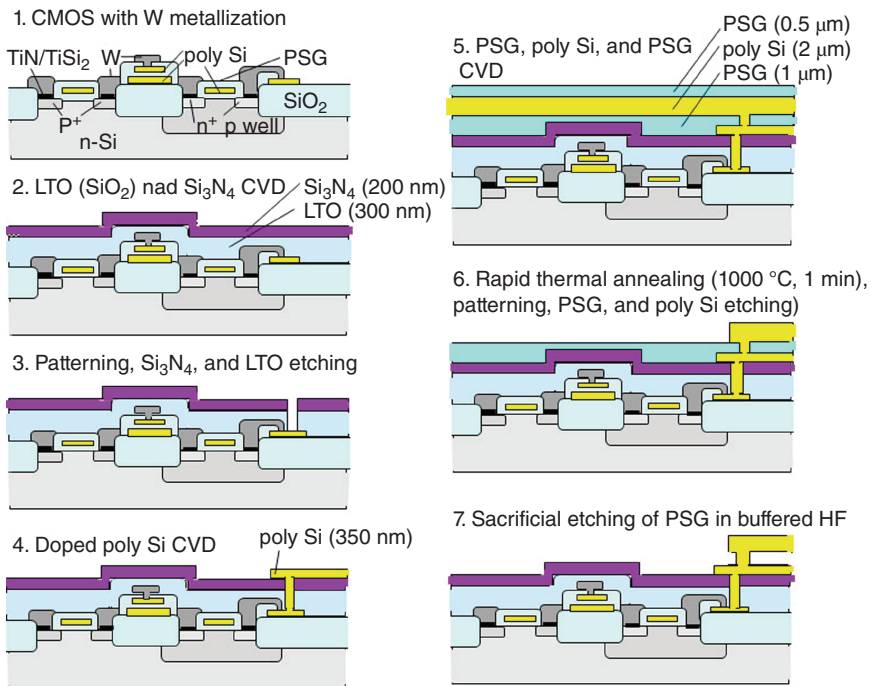 1. CMOS with W metallization
TiN/TiSi₂ W poly Si PSG
SiO₂
P⁺ n⁺ p well
n-Si
2. LTO (SiO₂) nad Si₃N₄ CVD
Si₃N₄ (200 nm)
LTO (300 nm)
3. Patterning, Si₃N₄, and LTO etching
4. Doped poly Si CVD
poly Si (350 nm)
5. PSG, poly Si, and PSG
CVD
PSG (0.5 μm)
poly Si (2 μm)
PSG (1 μm)
6. Rapid thermal annealing (1000 °C, 1 min),
patterning, PSG, and poly Si etching)
7. Sacrificial etching of PSG in buffered HF